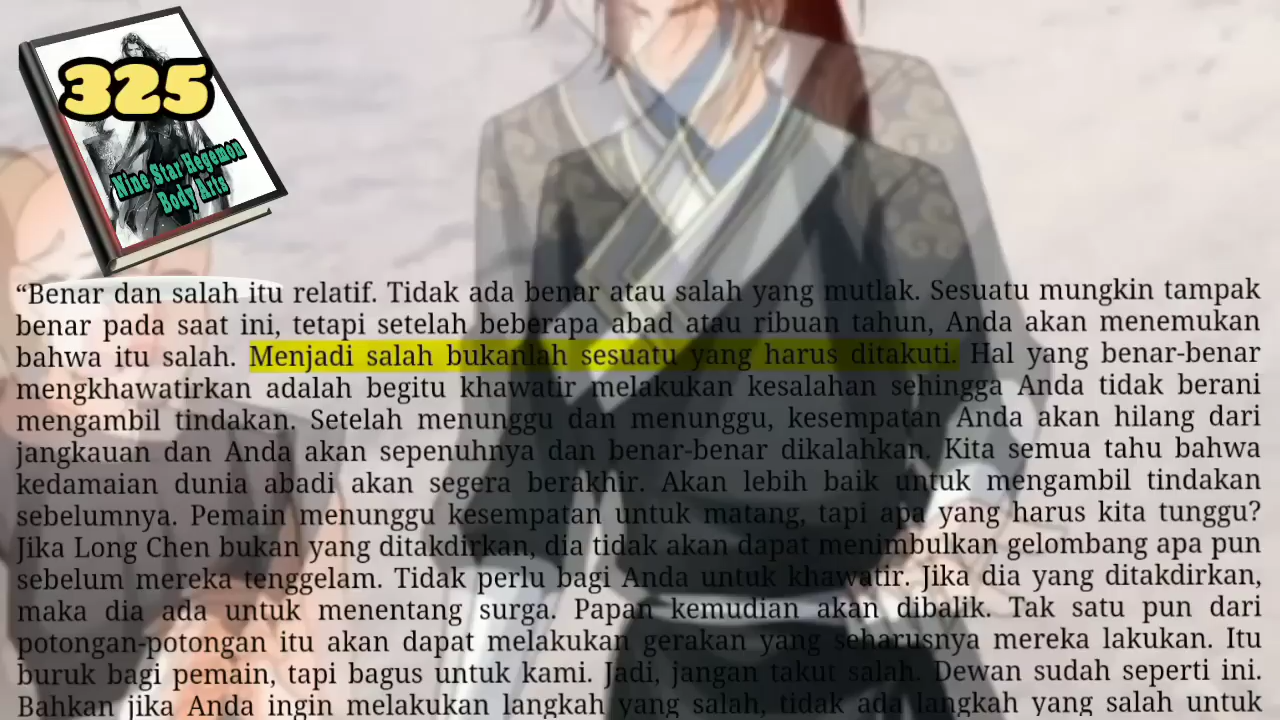 325
Nine Star Hegemon
Body Arts
“Benar dan salah itu relatif. Tidak ada benar atau salah yang mutlak. Sesuatu mungkin tampak
benar pada saat ini, tetapi setelah beberapa abad atau ribuan tahun, Anda akan menemukan
bahwa itu salah. Menjadi salah bukanlah sesuatu yang harus ditakuti. Hal yang benar-benar
mengkhawatirkan adalah begitu khawatir melakukan kesalahan sehingga Anda tidak berani
mengambil tindakan. Setelah menunggu dan menunggu, kesempatan Anda akan hilang dari
jangkauan dan Anda akan sepenuhnya dan benar-benar dikalahkan. Kita semua tahu bahwa
kedamaian dunia abadi akan segera berakhir. Akan lebih baik untuk mengambil tindakan
sebelumnya. Pemain menunggu kesempatan untuk matang, tapi apa yang harus kita tunggu?
Jika Long Chen bukan yang ditakdirkan, dia tidak akan dapat menimbulkan gelombang apa pun
sebelum mereka tenggelam. Tidak perlu bagi Anda untuk khawatir. Jika dia yang ditakdirkan,
maka dia ada untuk menentang surga. Papan kemudian akan dibalik. Tak satu pun dari
potongan-potongan itu akan dapat melakukan gerakan yang seharusnya mereka lakukan. Itu
buruk bagi pemain, tapi bagus untuk kami. Jadi, jangan takut salah. Dewan sudah seperti ini.
Bahkan jika Anda ingin melakukan langkah yang salah, tidak ada langkah yang salah untuk